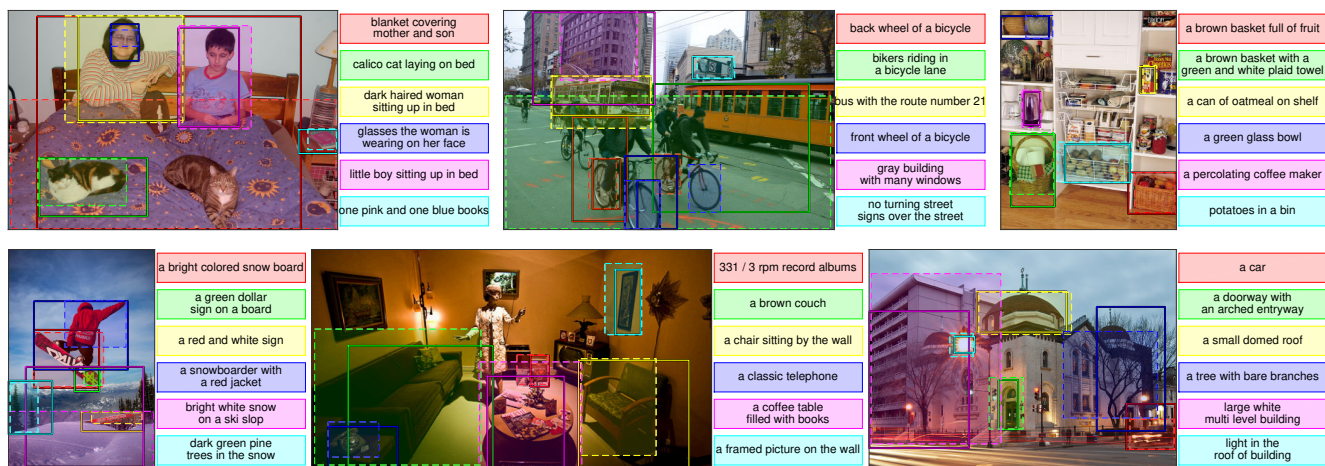 blanket covering
mother and son
calico cat laying on bed
dark haired woman
sitting up in bed
glasses the woman is
wearing on her face
little boy sitting up in bed
one pink and one blue books
back wheel of a bicycle
bikers riding in
a bicycle lane
bus with the route number 21
front wheel of a bicycle
gray building
with many windows
no turning street
signs over the street
a brown basket full of fruit
a brown basket with a
green and white plaid towel
a can of oatmeal on shelf
a green glass bowl
a percolating coffee maker
potatoes in a bin
a bright colored snow board
a green dollar
sign on a board
a red and white sign
a snowboarder with
a red jacket
bright white snow
on a ski slop
dark green pine
trees in the snow
331 / 3 rpm record albums
a brown couch
a chair sitting by the wall
a classic telephone
a coffee table
filled with books
a framed picture on the wall
a car
a doorway with
an arched entryway
a small domed roof
a tree with bare branches
large white
multi level building
light in the
roof of building